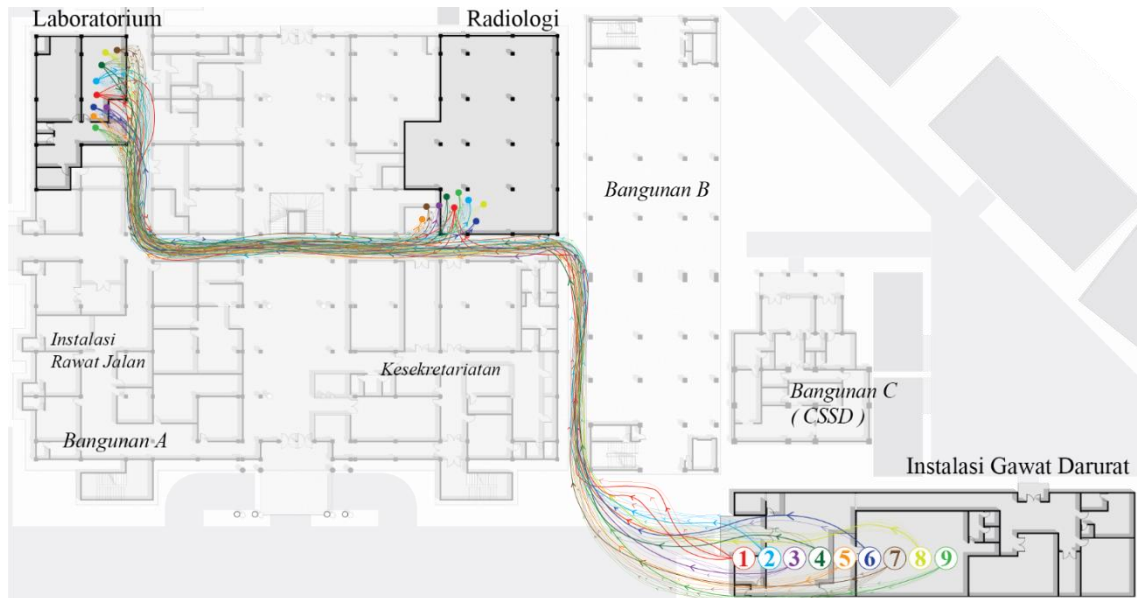 Laboratorium
Radiologi
Bangunan B
Instalasi
Rawat Jalan
Kesekretariatan
Bangunan C
( CSSD )
Bangunan A
Instalasi Gawat Darurat
1 2 3 4 5 6 7 8 9